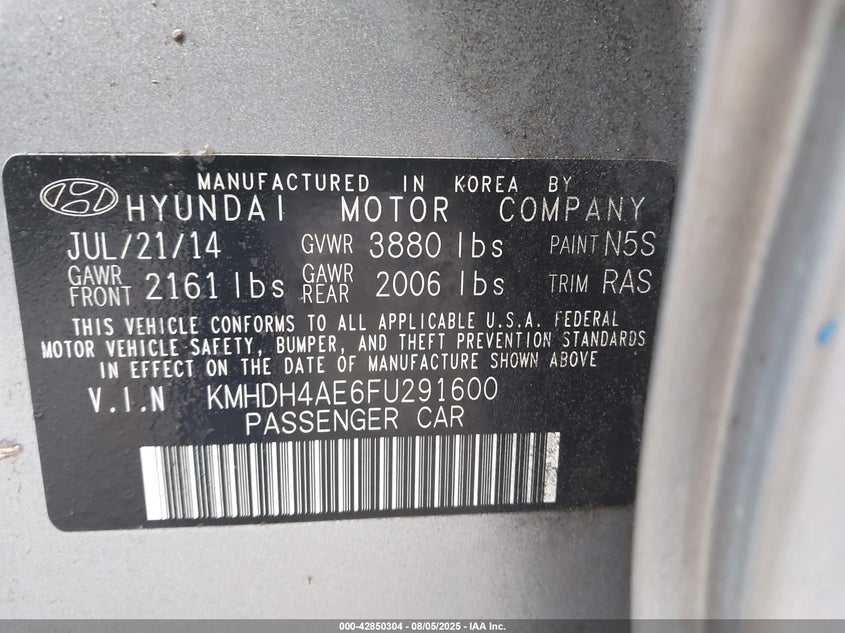 MANUFACTURED IN KOREA BY
HYUNDAI MOTOR COMPANY
JUL/21/14 GVWR 3880 lbs PAINT N5S
GAWR FRONT 2161 lbs GAWR REAR 2006 lbs TRIM RAS
THIS VEHICLE CONFORMS TO ALL APPLICABLE U.S.A. FEDERAL
MOTOR VEHICLE SAFETY, BUMPER, AND THEFT PREVENTION STANDARDS
IN EFFECT ON THE DATE OF MANUFACTURE SHOWN ABOVE
V.I.N KMHDH4AE6FU291600
PASSENGER CAR
000-42850304 - 08/05/2025 - IAA Inc.